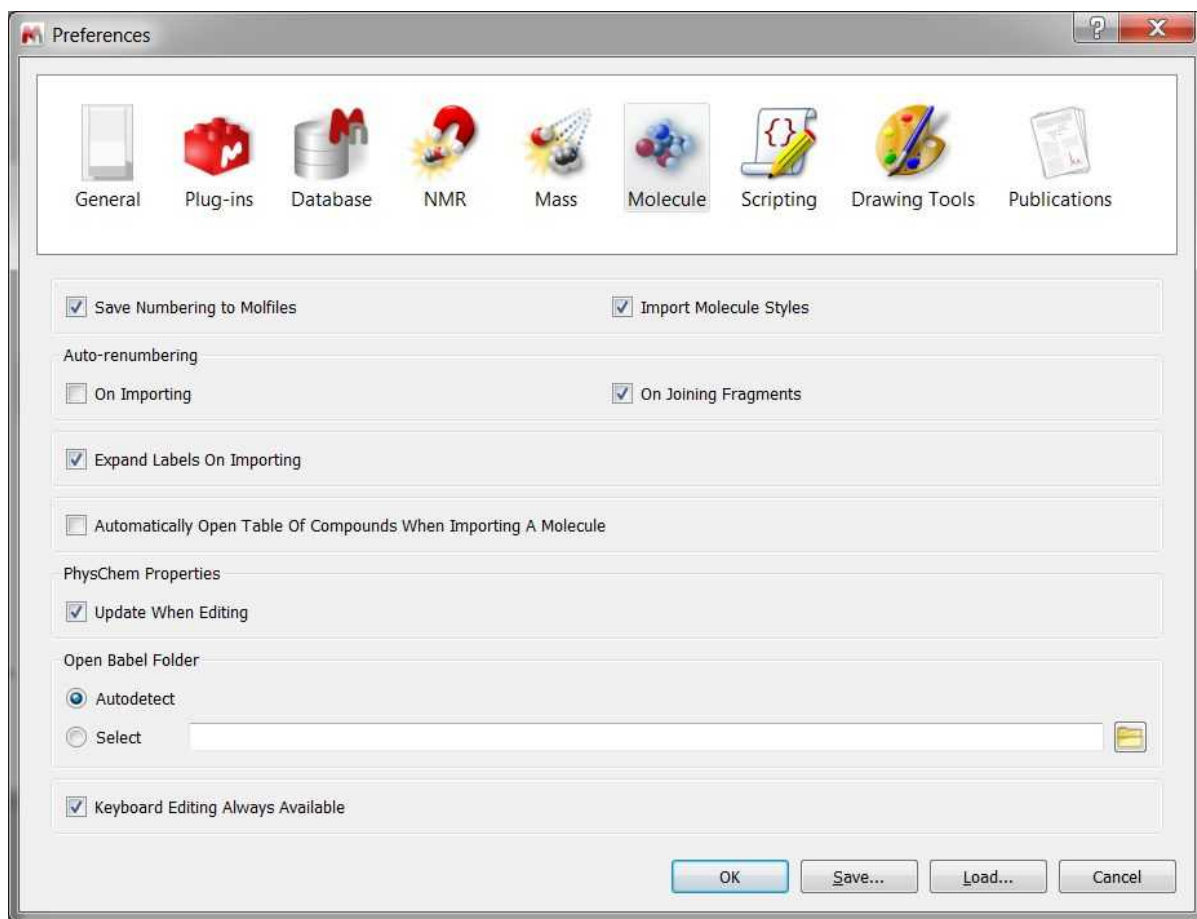 Preferences
General Plug-ins Database NMR Mass Molecule Scripting Drawing Tools Publications
Save Numbering to Molfiles Import Molecule Styles
Auto-renumbering
On Importing On Joining Fragments
Expand Labels On Importing
Automatically Open Table Of Compounds When Importing A Molecule
PhysChem Properties
Update When Editing
Open Babel Folder
Autodetect
Select
Keyboard Editing Always Available
OK Save... Load... Cancel